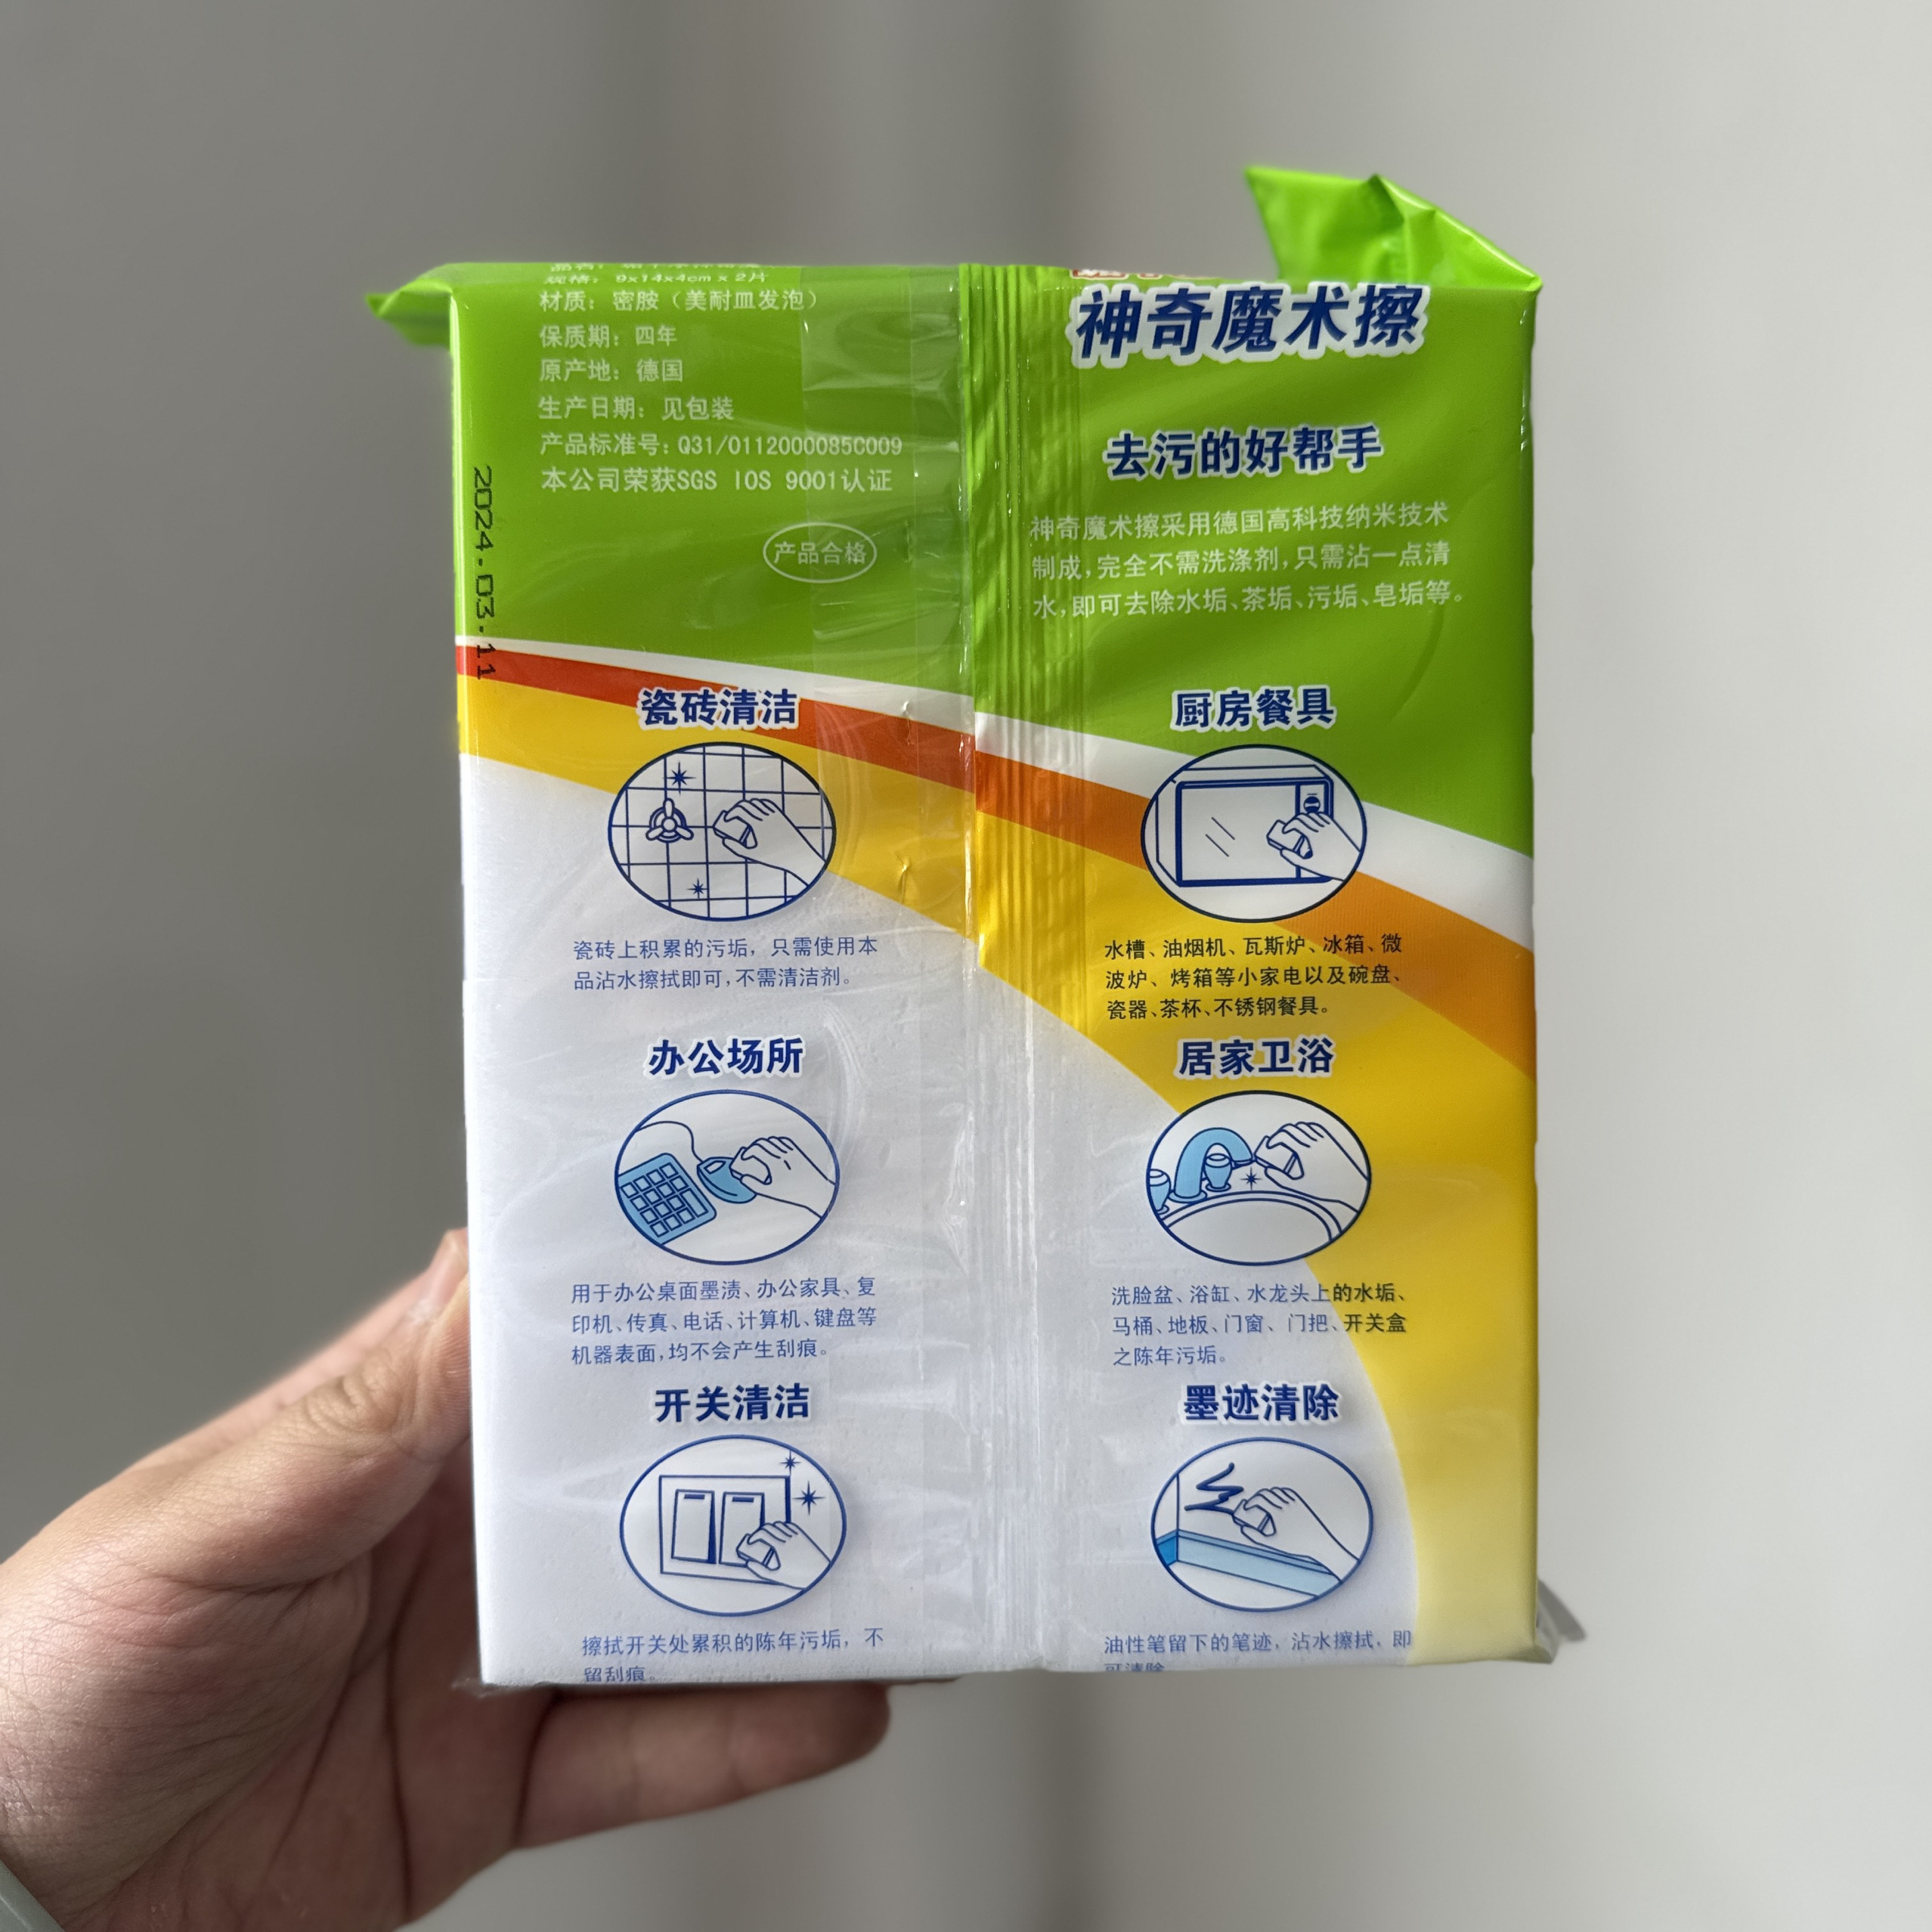 规格：9x14x4cm x 2片
材质：密胺（美耐皿发泡）
保质期：四年
原产地：德国
生产日期：见包装
产品标准号：Q31/0112000085C009
本公司荣获SGS IOS 9001认证
产品合格
2024.03.11
神奇魔术擦
去污的好帮手
神奇魔术擦采用德国高科技纳米技术
制成，完全不需洗涤剂，只需沾一点清
水，即可去除水垢、茶垢、污垢、皂垢等。
瓷砖清洁
瓷砖上积累的污垢，只需使用本
品沾水擦拭即可，不需清洁剂。
厨房餐具
水槽、油烟机、瓦斯炉、冰箱、微
波炉、烤箱等小家电以及碗盘、
瓷器、茶杯、不锈钢餐具。
办公场所
用于办公桌面墨渍、办公家具、复
印机、传真、电话、计算机、键盘等
机器表面，均不会产生刮痕。
居家卫浴
洗脸盆、浴缸、水龙头上的水垢、
马桶、地板、门窗、门把、开关盒
之陈年污垢。
开关清洁
擦拭开关处累积的陈年污垢，不
留刮痕。
墨迹清除
油性笔留下的笔迹，沾水擦拭，即
可清除